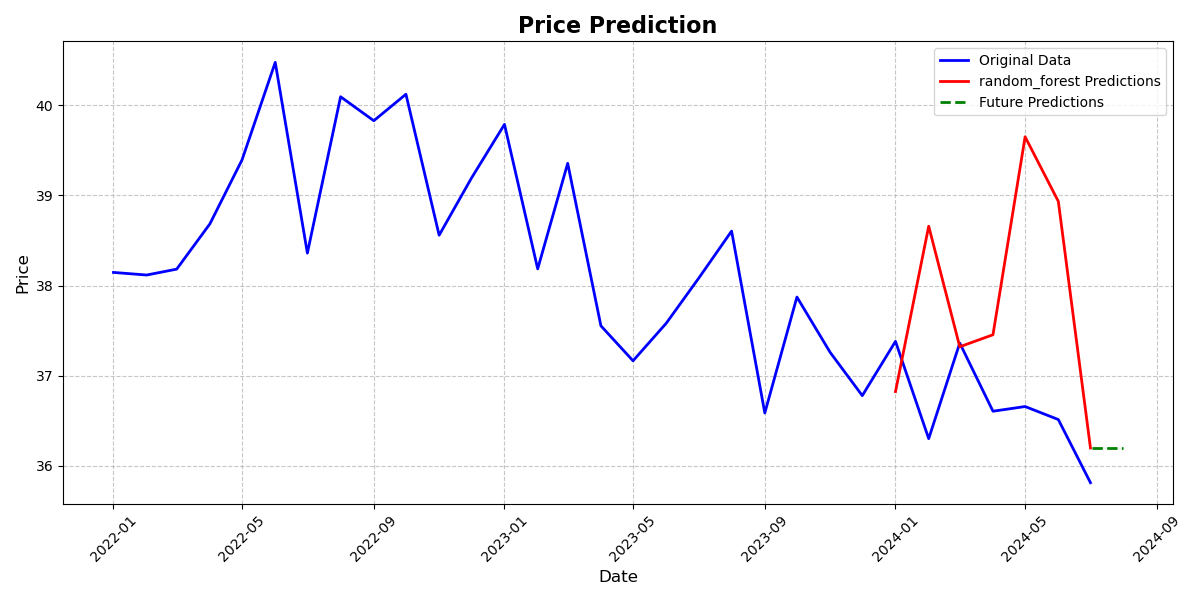 Price Prediction
Original Data
random_forest Predictions
Future Predictions
Price
40
39
38
37
36
2022-01
2022-05
2022-09
2023-01
2023-05
2023-09
2024-01
2024-05
2024-09
Date